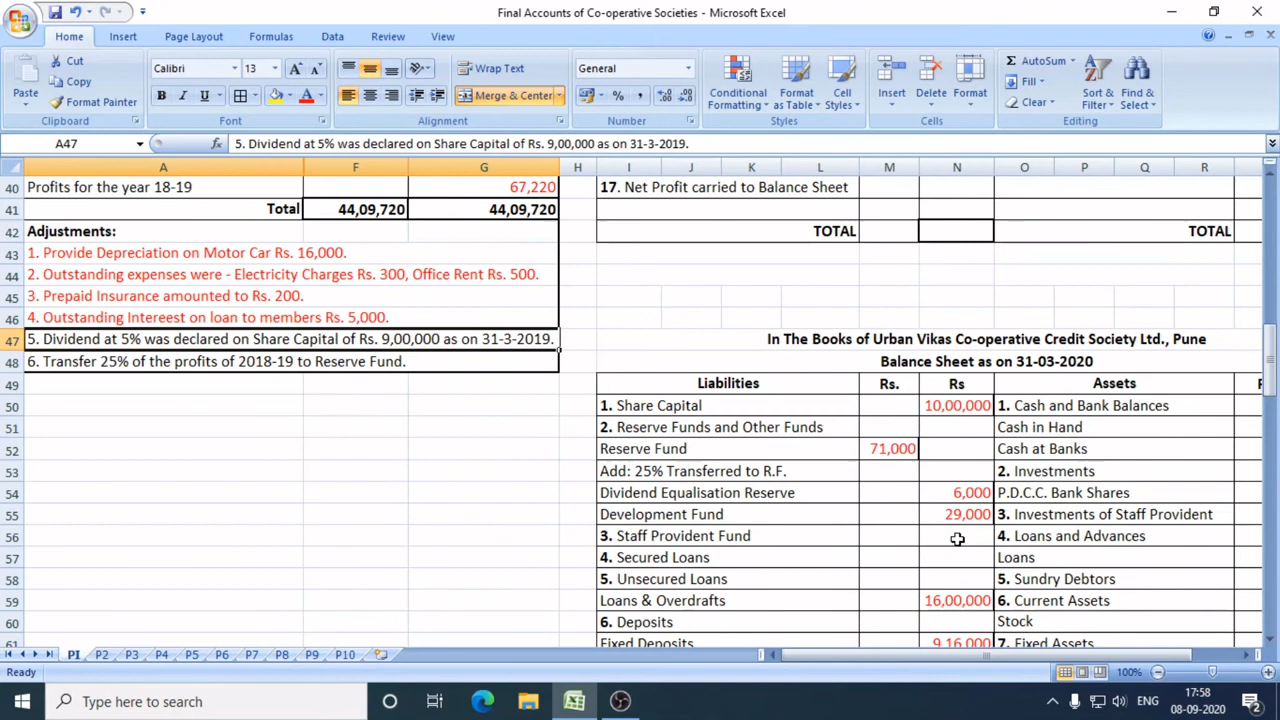 Final Accounts of Co-operative Societies - Microsoft Excel
Home Insert Page Layout Formulas Data Review View
Paste
Cut
Copy
Format Painter
Clipboard
Calibri 13
B I U
Font
Wrap Text
Merge & Center
Alignment
General
Number
Conditional Formatting
Format as Table
Cell Styles
Styles
Insert Delete Format
Cells
AutoSum
Fill
Clear
Sort & Filter
Find & Select
Editing
A47 fx 5. Dividend at 5% was declared on Share Capital of Rs. 9,00,000 as on 31-3-2019.
A F G H I J K L M N O P Q R
40 Profits for the year 18-19 67,220 17. Net Profit carried to Balance Sheet
41 Total 44,09,720 44,09,720
42 Adjustments: TOTAL TOTAL
43 1. Provide Depreciation on Motor Car Rs. 16,000.
44 2. Outstanding expenses were - Electricity Charges Rs. 300, Office Rent Rs. 500.
45 3. Prepaid Insurance amounted to Rs. 200.
46 4. Outstanding Intereest on loan to members Rs. 5,000.
47 5. Dividend at 5% was declared on Share Capital of Rs. 9,00,000 as on 31-3-2019. In The Books of Urban Vikas Co-operative Credit Society Ltd., Pune
48 6. Transfer 25% of the profits of 2018-19 to Reserve Fund. Balance Sheet as on 31-03-2020
49 Liabilities Rs. Rs Assets
50 1. Share Capital 10,00,000 1. Cash and Bank Balances
51 2. Reserve Funds and Other Funds Cash in Hand
52 Reserve Fund 71,000 Cash at Banks
53 Add: 25% Transferred to R.F. 2. Investments
54 Dividend Equalisation Reserve 6,000 P.D.C.C. Bank Shares
55 Development Fund 29,000 3. Investments of Staff Provident
56 3. Staff Provident Fund 4. Loans and Advances
57 4. Secured Loans Loans
58 5. Unsecured Loans 5. Sundry Debtors
59 Loans & Overdrafts 16,00,000 6. Current Assets
60 6. Deposits Stock
61 Fixed Deposits 9,16,000 7. Fixed Assets
PI P2 P3 P4 P5 P6 P7 P8 P9 P10
Ready 100%
Type here to search
ENG
17:58
08-09-2020
2